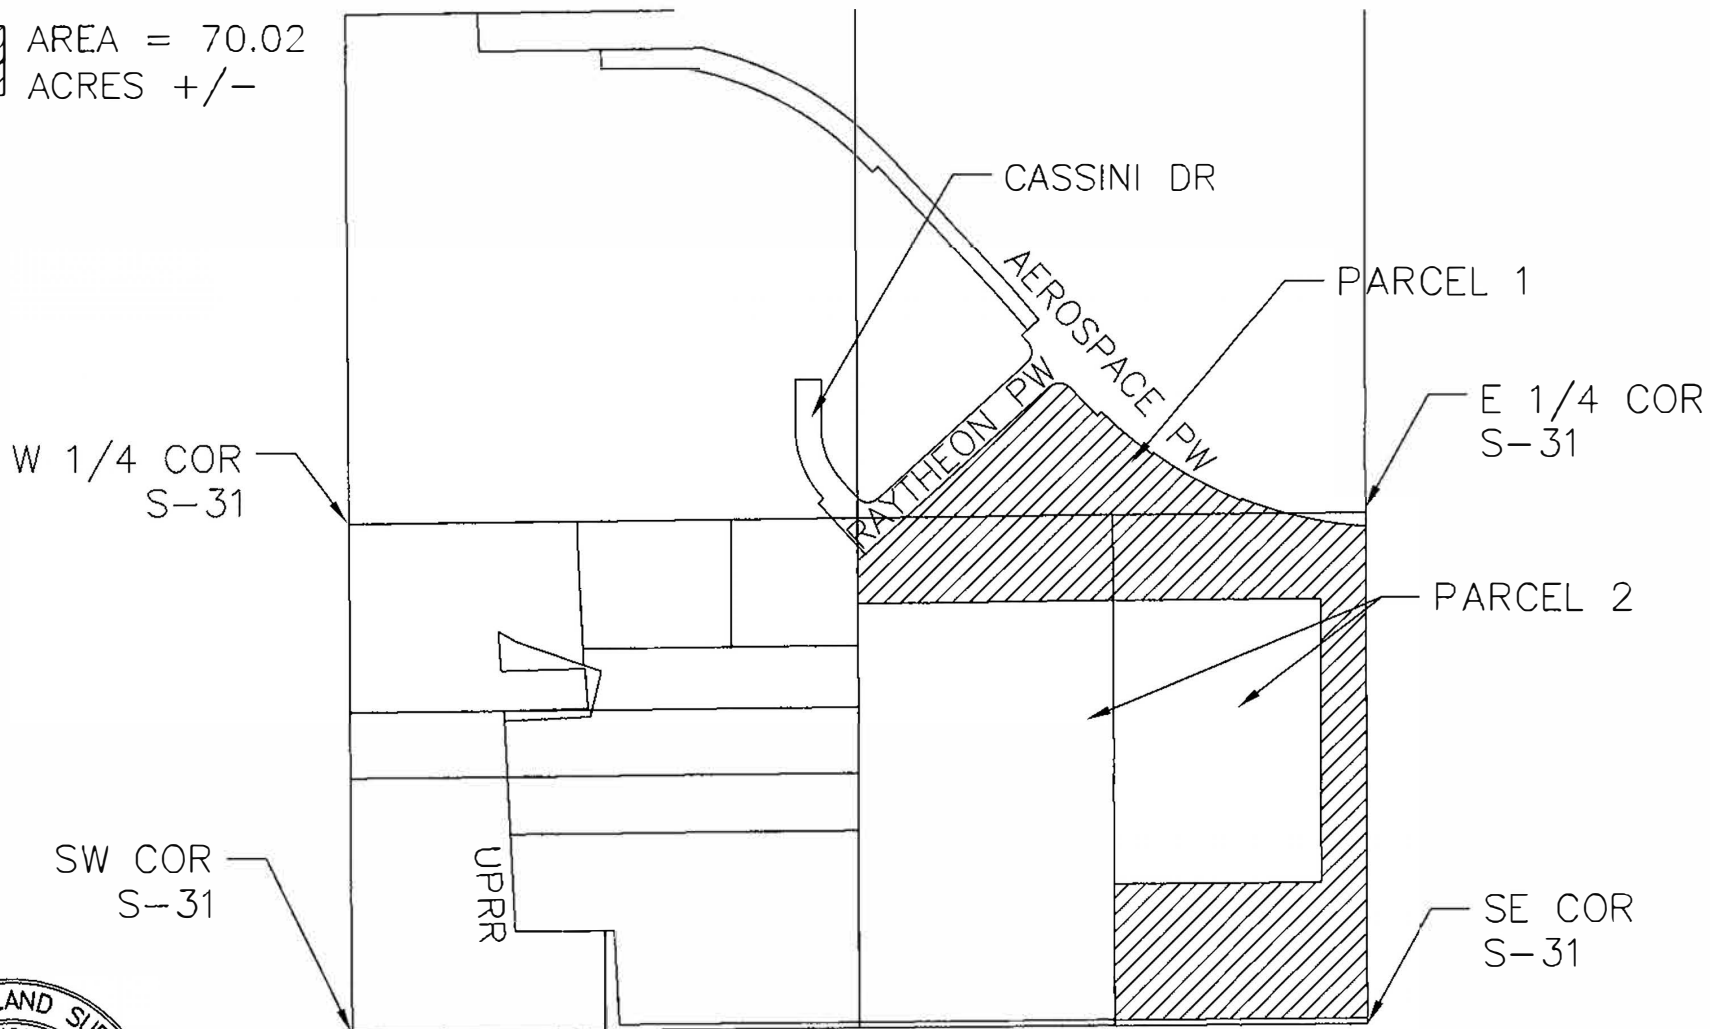 AREA = 70.02
ACRES +/-
CASSINI DR
AEROSPACE PW
PARCEL 1
RAYTHEON PW
E 1/4 COR
S-31
W 1/4 COR
S-31
PARCEL 2
SW COR
S-31
UPRR
SE COR
S-31
LAND